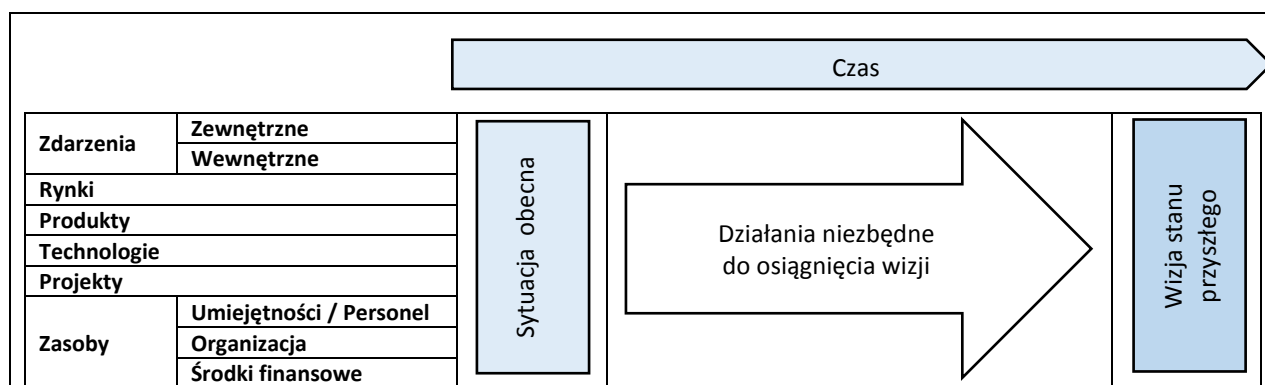 Czas
Zdarzenia
Zewnętrzne
Wewnętrzne
Rynki
Produkty
Technologie
Projekty
Zasoby
Umiejętności / Personel
Organizacja
Środki finansowe
Sytuacja obecna
Działania niezbędne
do osiągnięcia wizji
Wizja stanu
przyszłego